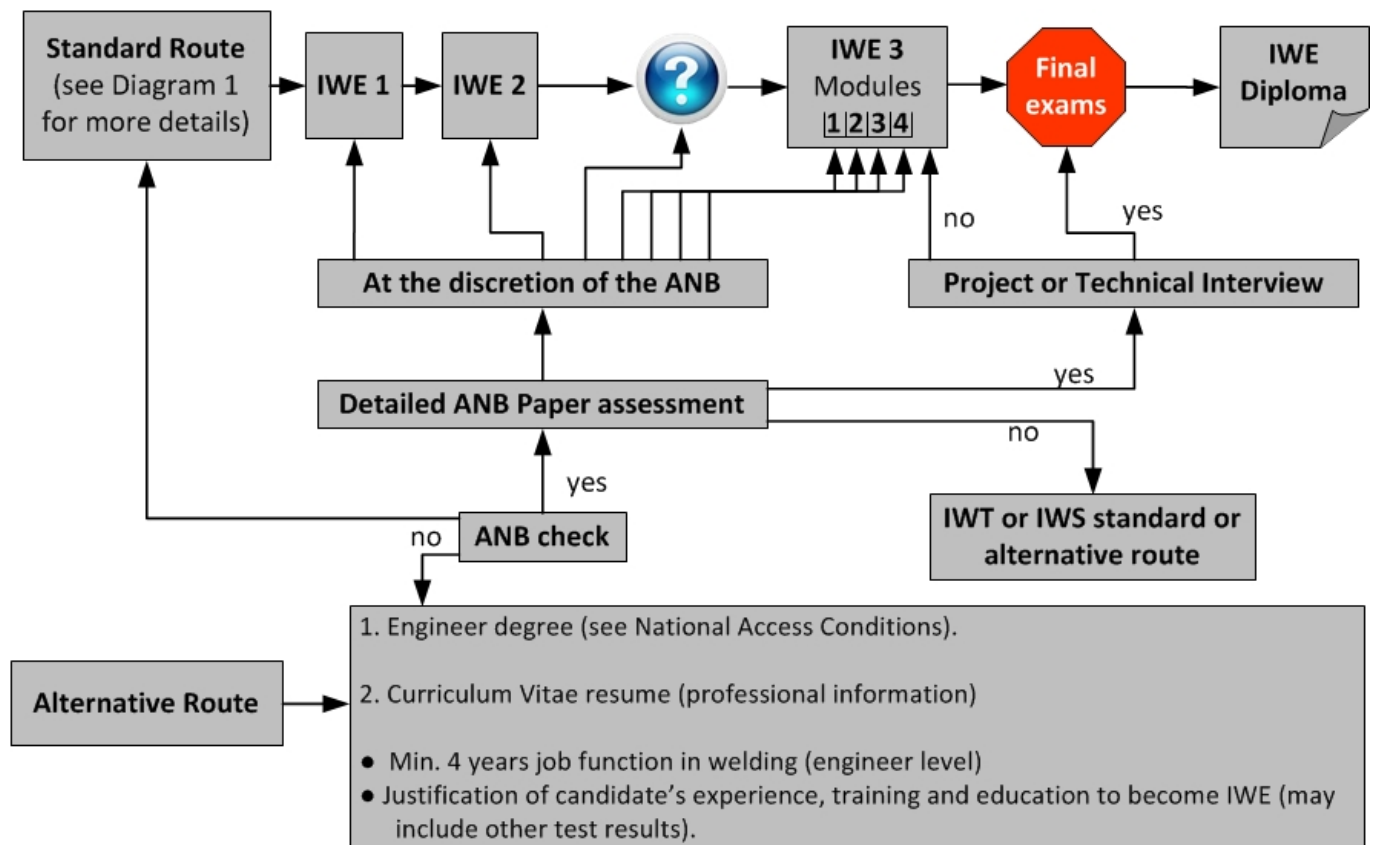 Standard Route
(see Diagram 1
for more details)
IWE 1
IWE 2
?
IWE 3
Modules
1 2 3 4
Final
exams
IWE
Diploma
no
yes
At the discretion of the ANB
Project or Technical Interview
yes
Detailed ANB Paper assessment
no
yes
IWT or IWS standard or
alternative route
no
ANB check
1. Engineer degree (see National Access Conditions).
Alternative Route
2. Curriculum Vitae resume (professional information)
● Min. 4 years job function in welding (engineer level)
● Justification of candidate’s experience, training and education to become IWE (may
include other test results).